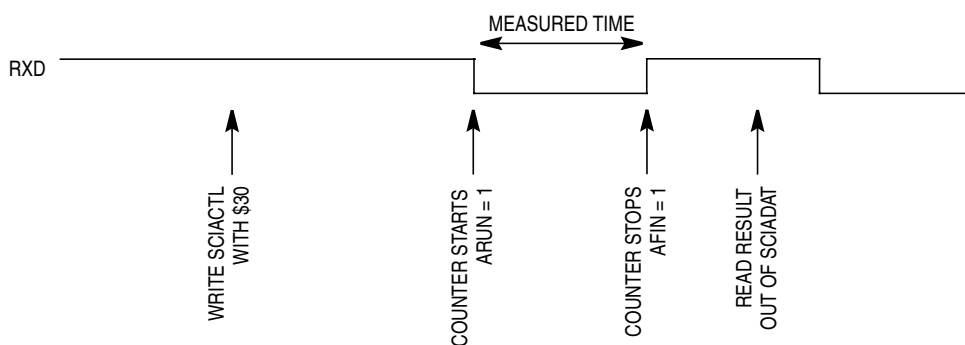 MEASURED TIME
RXD
WRITE SCIACTL
WITH $30
COUNTER STARTS
ARUN = 1
COUNTER STOPS
AFIN = 1
READ RESULT
OUT OF SCIADAT